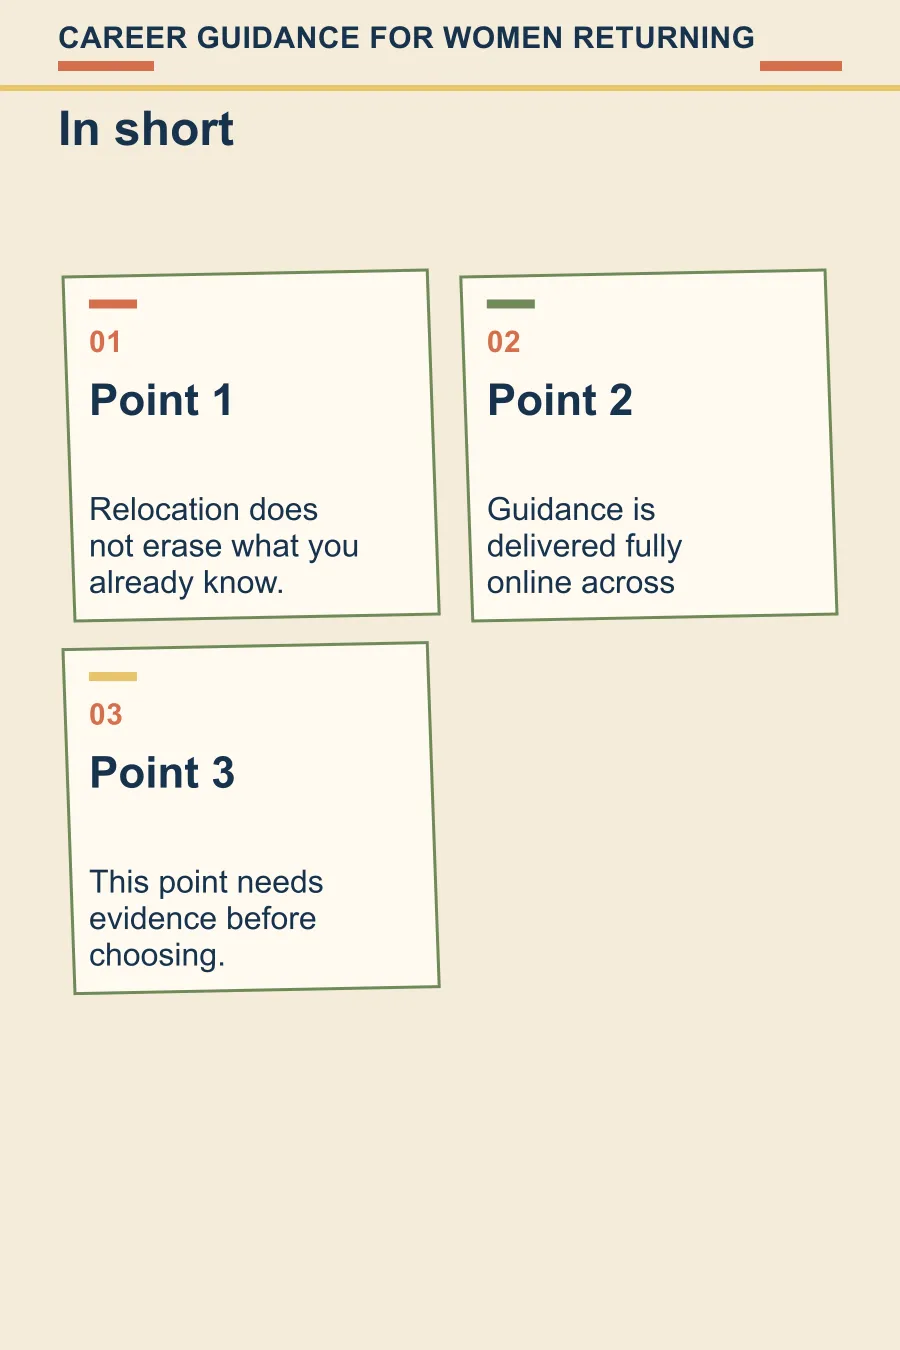 CAREER GUIDANCE FOR WOMEN RETURNING
In short
01
Point 1
Relocation does
not erase what you
already know.
02
Point 2
Guidance is
delivered fully
online across
03
Point 3
This point needs
evidence before
choosing.